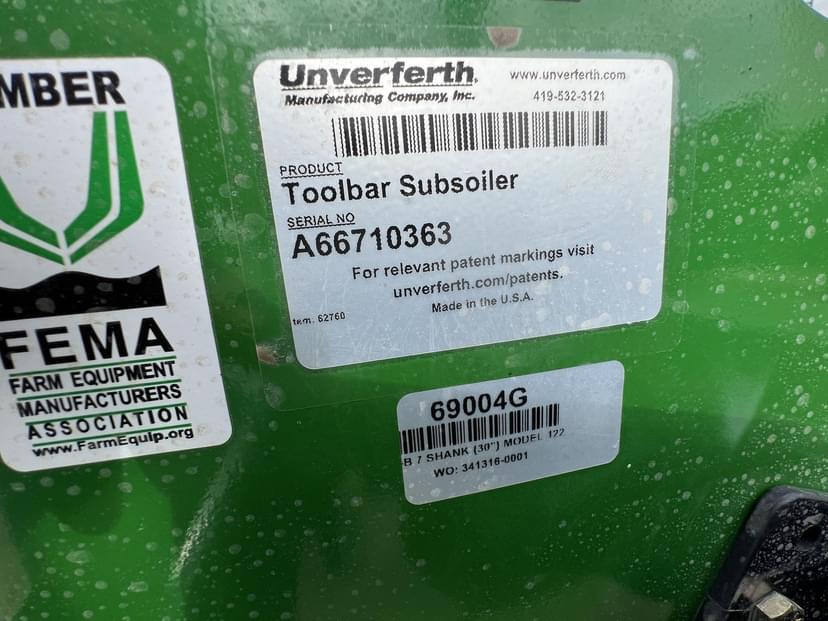 MBER
FEMA
FARM EQUIPMENT
MANUFACTURERS
ASSOCIATION
www.FarmEquip.org
Unverferth
Manufacturing Company, Inc.
www.unverferth.com
419-532-3121
PRODUCT
Toolbar Subsoiler
SERIAL NO
A66710363
For relevant patent markings visit
unverferth.com/patents.
Made in the U.S.A.
Item: 62760
69004G
-B 7 SHANK (30") MODEL 122
WO: 341316-0001